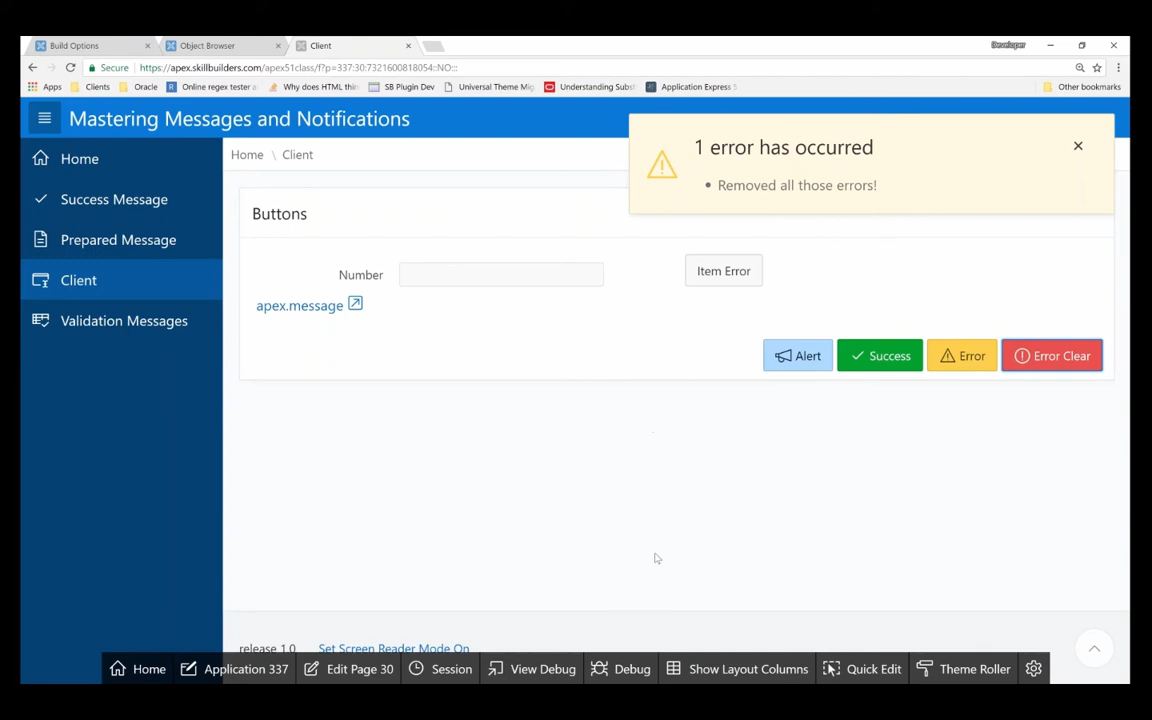 Build Options
Object Browser
Client
Developer
Secure
https://apex.skillbuilders.com/apex51class/f?p=337:30:7321600818054::NO:::
Apps
Clients
Oracle
Online regex tester a
Why does HTML thin
SB Plugin Dev
Universal Theme Mig
Understanding Subst
Application Express 5
Other bookmarks
Mastering Messages and Notifications
1 error has occurred
Removed all those errors!
Home
Success Message
Prepared Message
Client
Validation Messages
Home \ Client
Buttons
Number
Item Error
apex.message
Alert
Success
Error
Error Clear
release 1.0
Set Screen Reader Mode On
Home
Application 337
Edit Page 30
Session
View Debug
Debug
Show Layout Columns
Quick Edit
Theme Roller